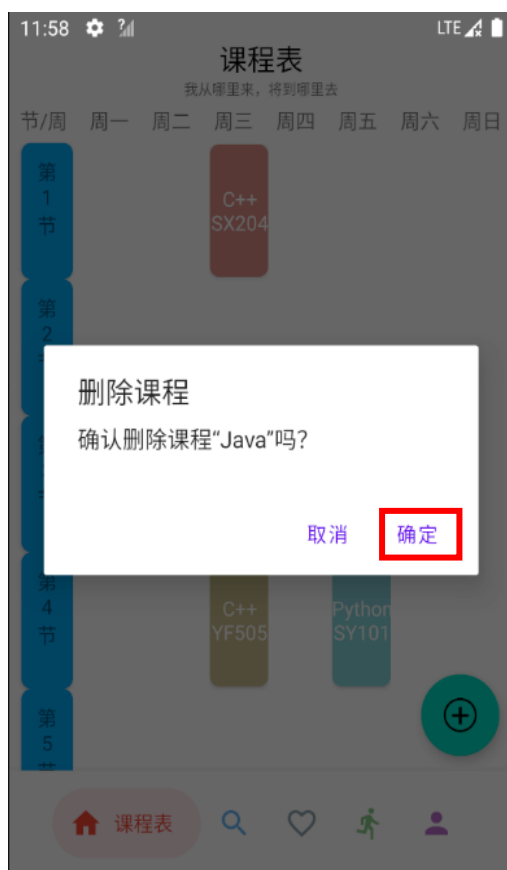 11:58 LTE
课程表
我从哪里来，将到哪里去
节/周 周一 周二 周三 周四 周五 周六 周日
第
1
节
C++
SX204
第
2
删除课程
确认删除课程“Java”吗？
取消 确定
第
4
节
C++
YF505
Python
SY101
第
5
节
课程表